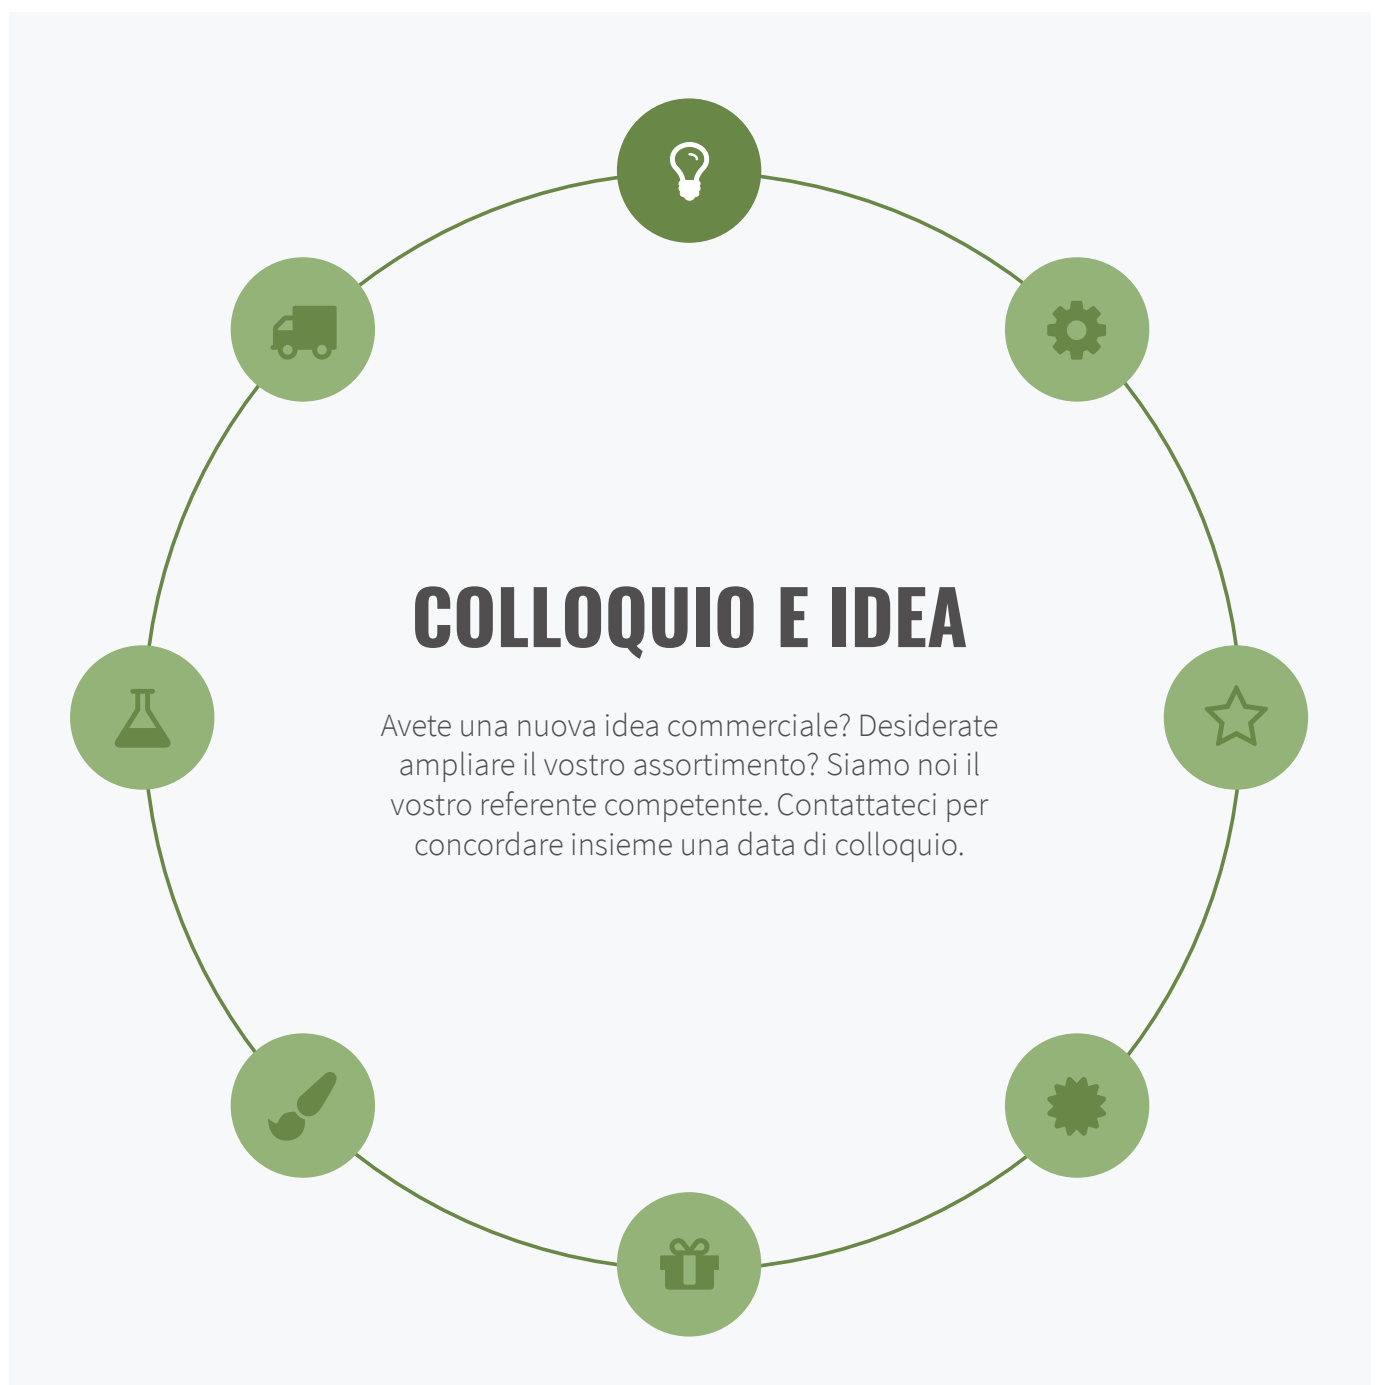 COLLOQUIO E IDEA
Avete una nuova idea commerciale? Desiderate
ampliare il vostro assortimento? Siamo noi il
vostro referente competente. Contattateci per
concordare insieme una data di colloquio.